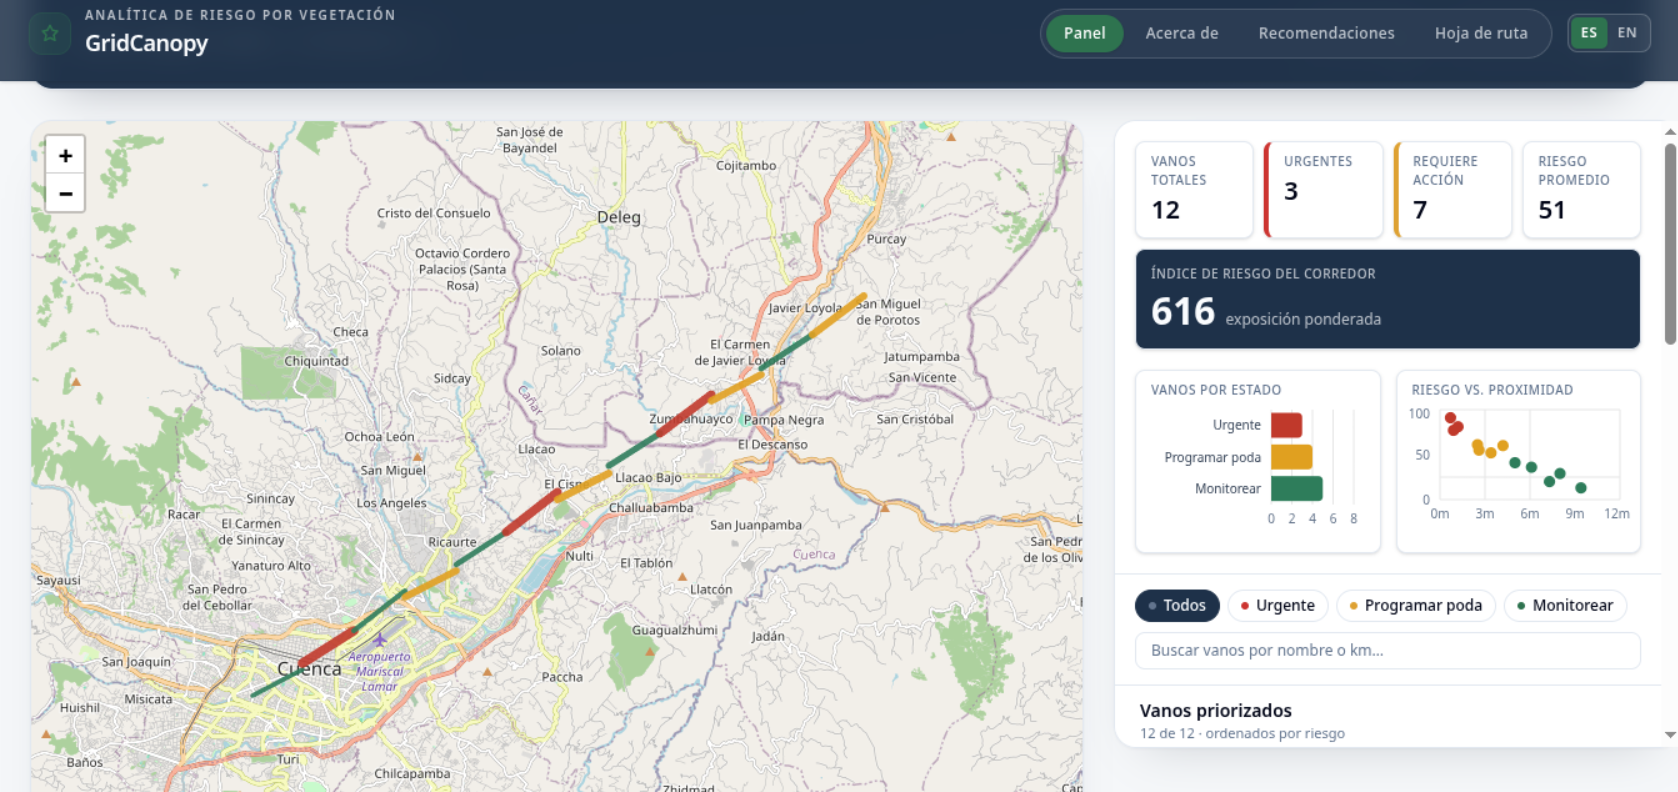 ANALÍTICA DE RIESGO POR VEGETACIÓN
GridCanopy
Panel
Acerca de
Recomendaciones
Hoja de ruta
ES
EN
+
−
San José de
Bayandel
Cojitambo
Cristo del Consuelo
Deleg
Purcay
Octavio Cordero
Palacios (Santa
Rosa)
Javier Loyola
San Miguel
de Porotos
Checa
Chiquintad
Solano
El Carmen
de Javier Loyola
Jatumpamba
San Vicente
Sidcay
Cañar
Zumbahuayco
Pampa Negra
San Cristóbal
Ochoa León
Llacao
El Descanso
San Miguel
Llacao Bajo
Sinincay
Los Angeles
Challuabamba
Racar
El Carmen
de Sinincay
San Juanpamba
Ricaurte
Cuenca
San Pedr
de los Oliv
Yanaturo Alto
Nulti
El Tablón
Sayausi
San Pedro
del Cebollar
Llatcón
Guagualzhumi
Jadán
San Joaquín
Cuenca
Aeropuerto
Mariscal
Lamar
Paccha
Misicata
Huishil
Baños
Turi
Chilcapamba
Zhidmad
VANOS
TOTALES
12
URGENTES
3
REQUIERE
ACCIÓN
7
RIESGO
PROMEDIO
51
ÍNDICE DE RIESGO DEL CORREDOR
616 exposición ponderada
VANOS POR ESTADO
Urgente
Programar poda
Monitorear
0 2 4 6 8
RIESGO VS. PROXIMIDAD
100
50
0
0m 3m 6m 9m 12m
Todos
Urgente
Programar poda
Monitorear
Buscar vanos por nombre o km...
Vanos priorizados
12 de 12 · ordenados por riesgo